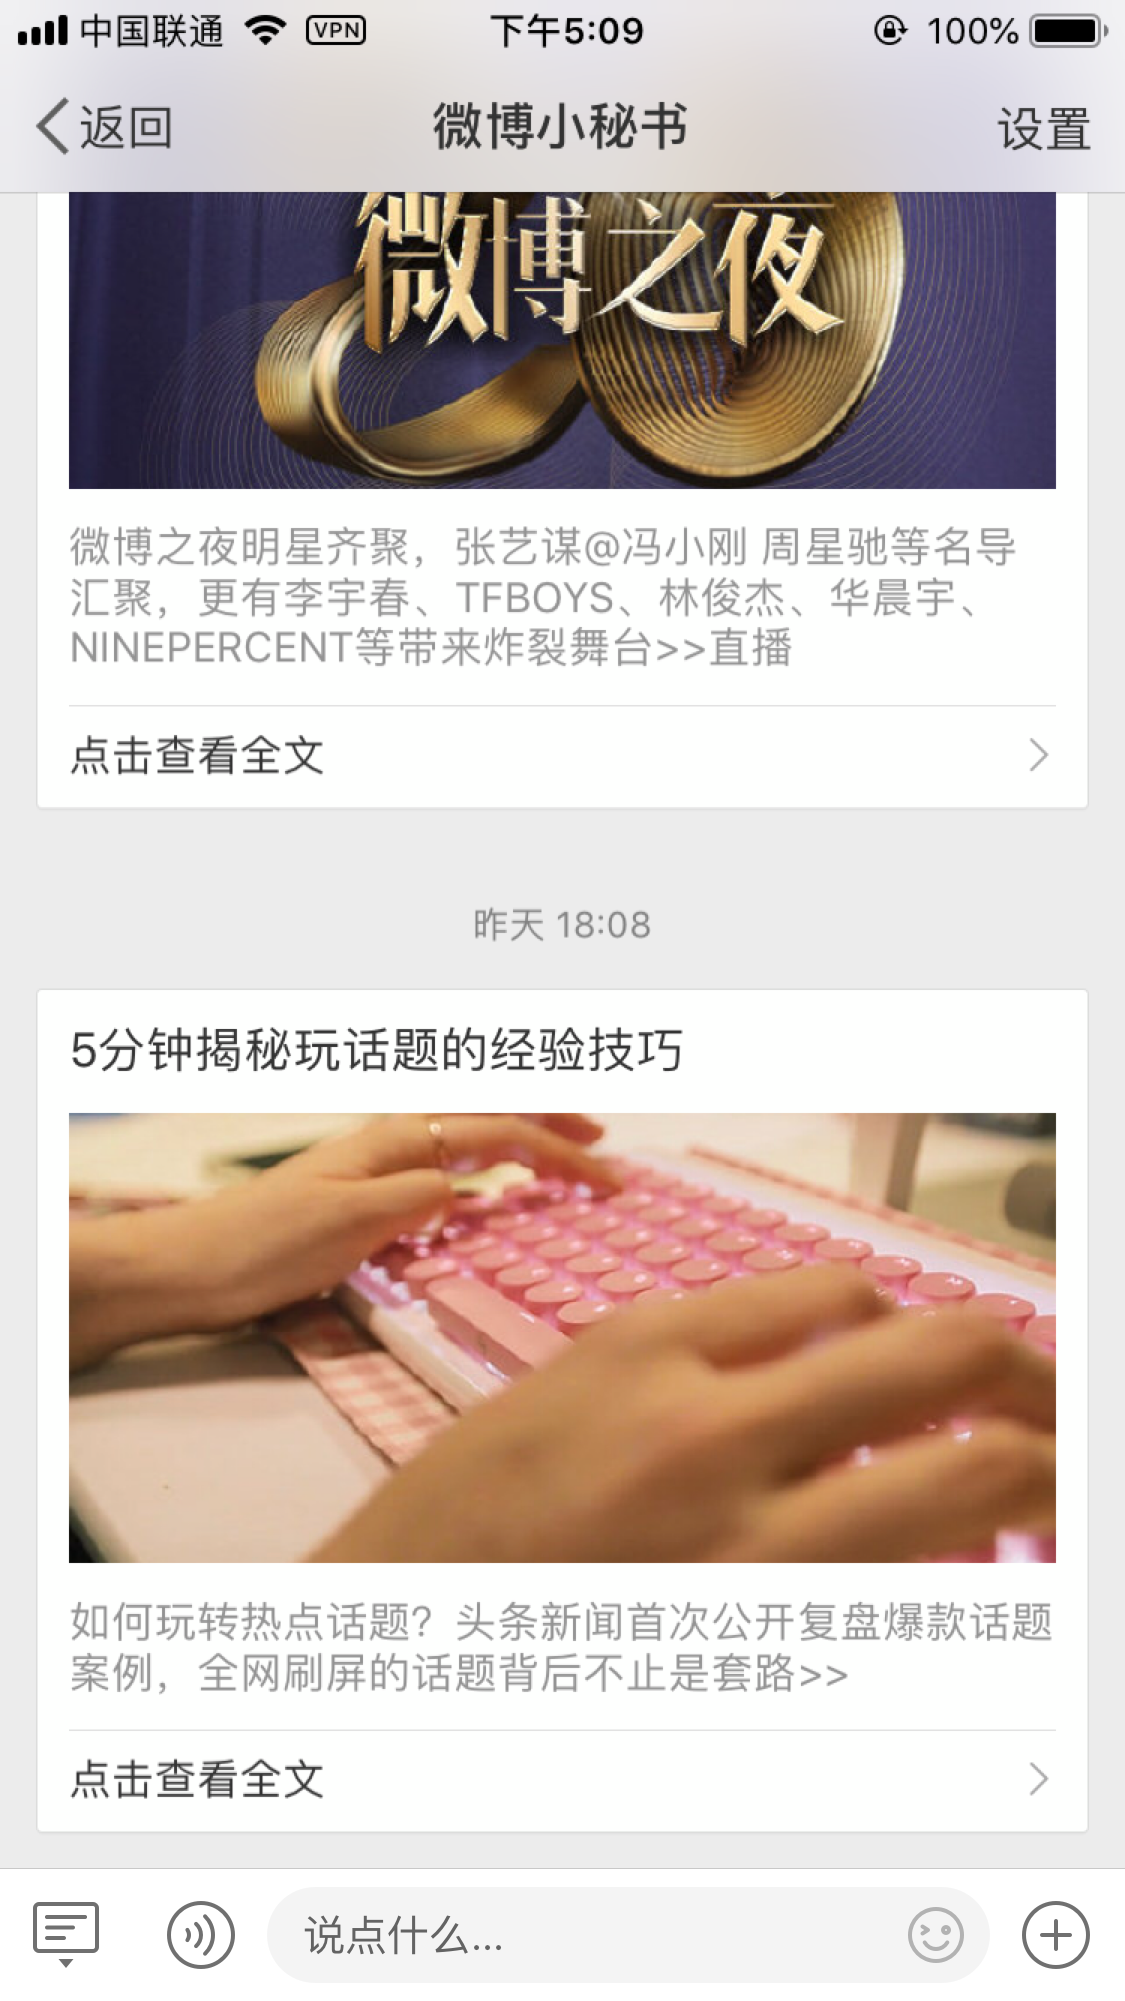 中国联通 VPN 下午5:09 100%
返回 微博小秘书 设置
微博之夜
微博之夜明星齐聚，张艺谋@冯小刚 周星驰等名导
汇聚，更有李宇春、TFBOYS、林俊杰、华晨宇、
NINEPERCENT等带来炸裂舞台>>直播
点击查看全文
昨天 18:08
5分钟揭秘玩话题的经验技巧
如何玩转热点话题？头条新闻首次公开复盘爆款话题
案例，全网刷屏的话题背后不止是套路>>
点击查看全文
说点什么...